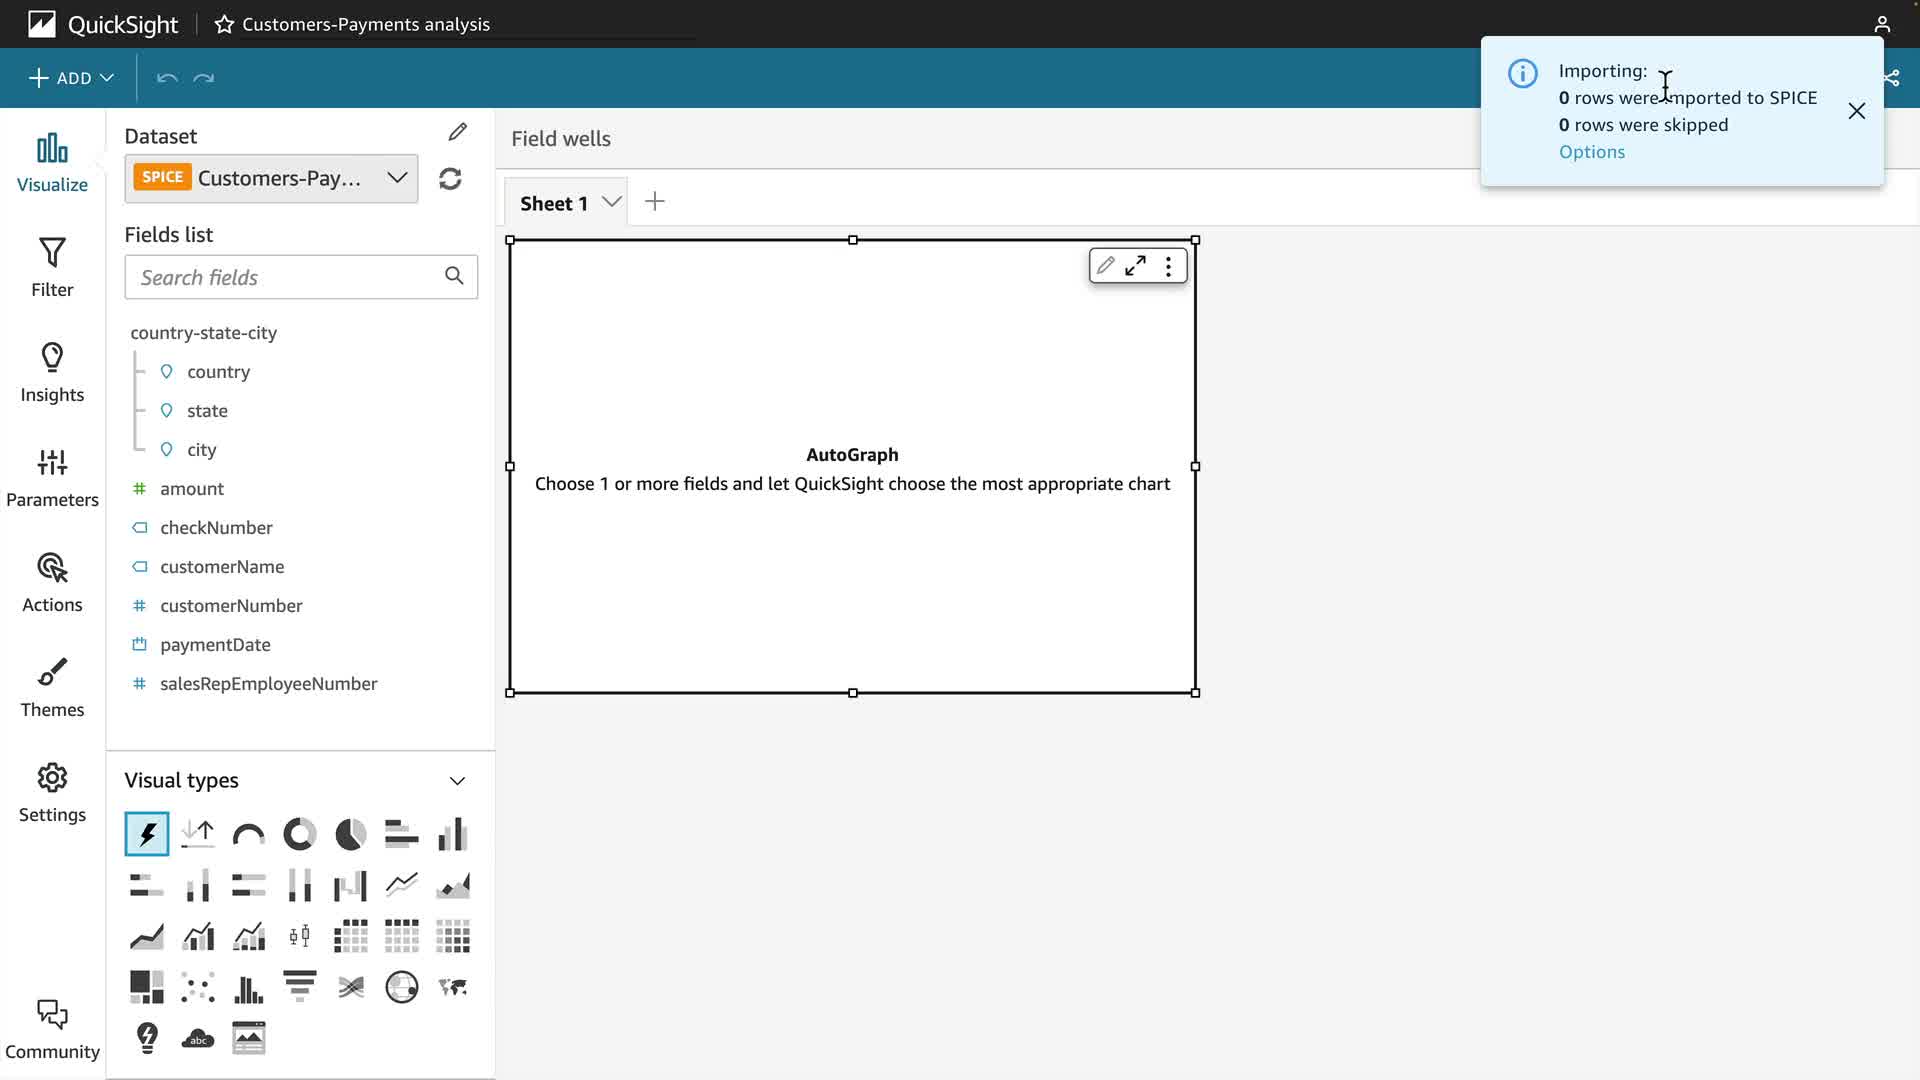 QuickSight
Customers-Payments analysis
ADD
Importing:
0 rows were imported to SPICE
0 rows were skipped
Options
Visualize
Filter
Insights
Parameters
Actions
Themes
Settings
Community
Dataset
SPICE Customers-Pay...
Fields list
Search fields
country-state-city
country
state
city
amount
checkNumber
customerName
customerNumber
paymentDate
salesRepEmployeeNumber
Visual types
abc
Field wells
Sheet 1
AutoGraph
Choose 1 or more fields and let QuickSight choose the most appropriate chart